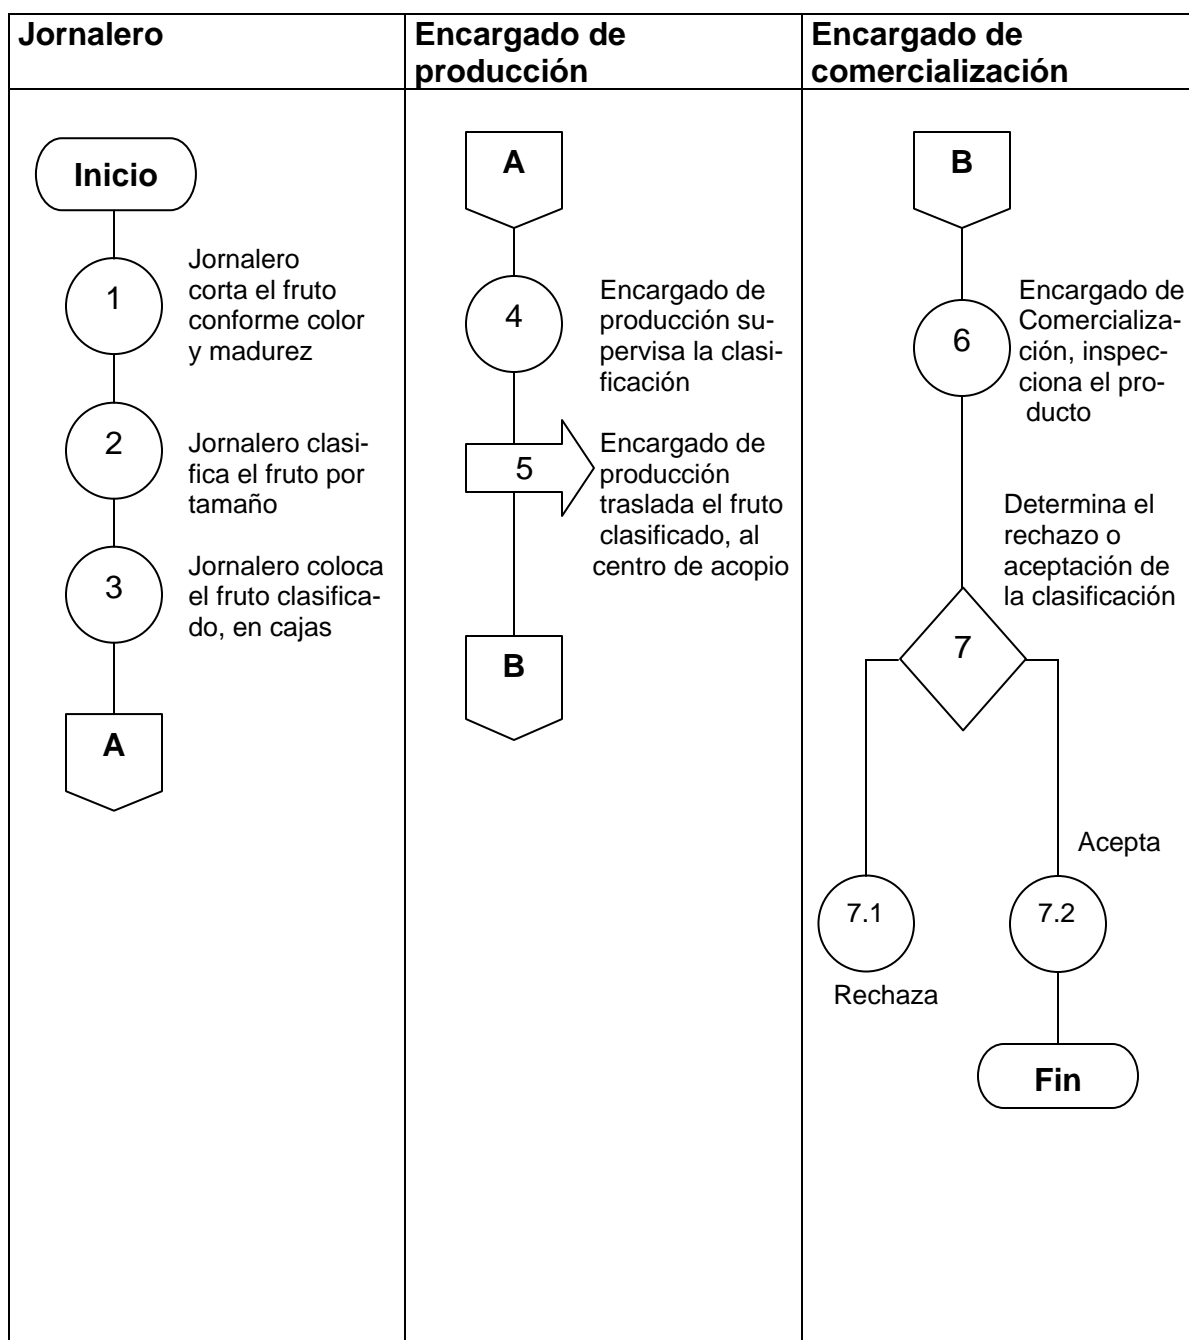 Jornalero
Encargado de
producción
Encargado de
comercialización
Inicio
1
Jornalero
corta el fruto
conforme color
y madurez
2
Jornalero clasi-
fica el fruto por
tamaño
3
Jornalero coloca
el fruto clasifica-
do, en cajas
A
A
4
Encargado de
producción su-
pervisa la clasi-
ficación
5
Encargado de
producción
traslada el fruto
clasificado, al
centro de acopio
B
B
6
Encargado de
Comercializa-
ción, inspec-
ciona el pro-
ducto
Determina el
rechazo o
aceptación de
la clasificación
7
Acepta
7.1
7.2
Rechaza
Fin